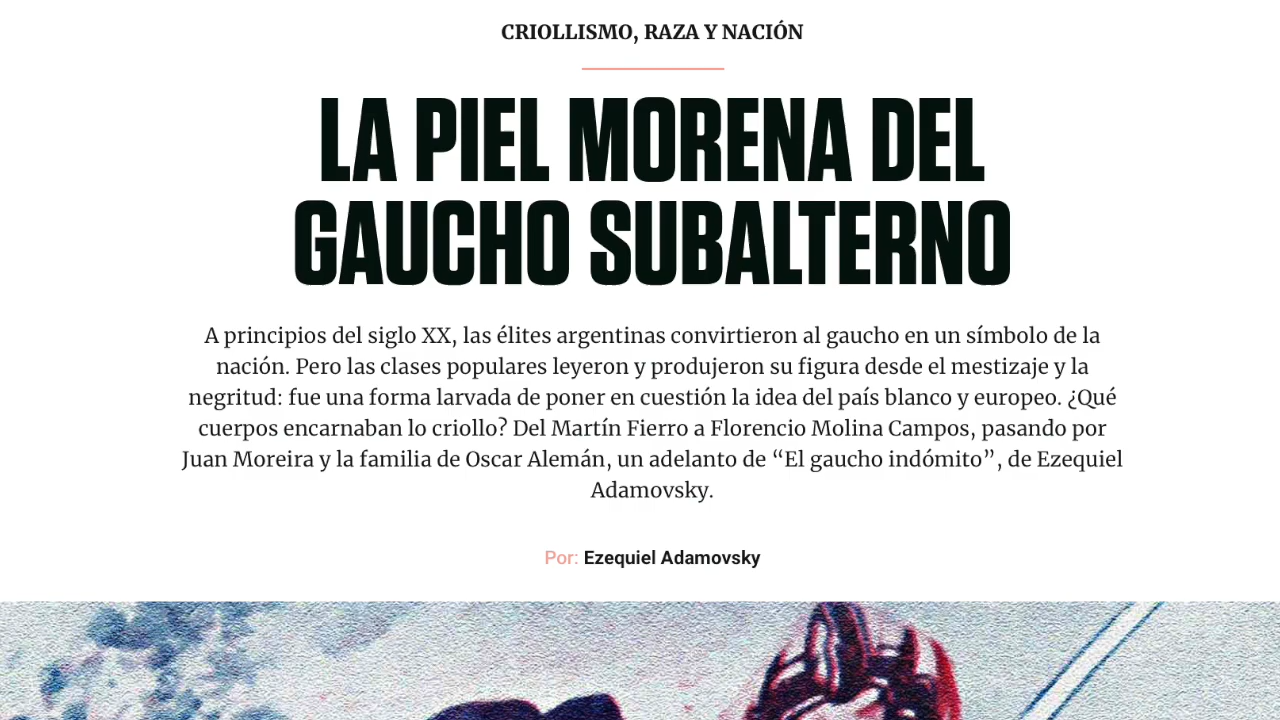 CRIOLLISMO, RAZA Y NACIÓN
LA PIEL MORENA DEL
GAUCHO SUBALTERNO
A principios del siglo XX, las élites argentinas convirtieron al gaucho en un símbolo de la
nación. Pero las clases populares leyeron y produjeron su figura desde el mestizaje y la
negritud: fue una forma larvada de poner en cuestión la idea del país blanco y europeo. ¿Qué
cuerpos encarnaban lo criollo? Del Martín Fierro a Florencio Molina Campos, pasando por
Juan Moreira y la familia de Oscar Alemán, un adelanto de “El gaucho indómito”, de Ezequiel
Adamovsky.
Por: Ezequiel Adamovsky